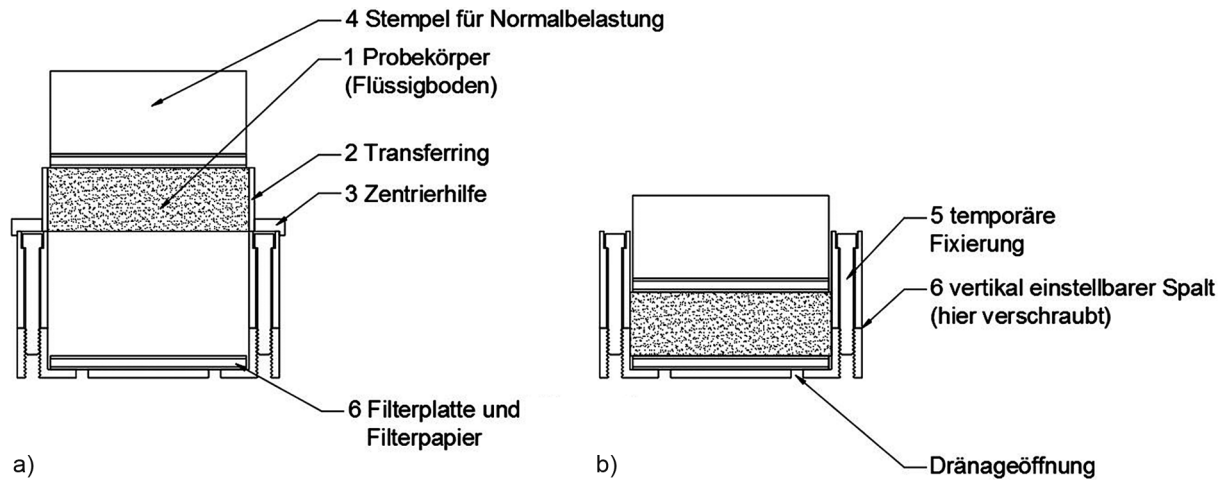 4 Stempel für Normalbelastung
1 Probekörper
(Flüssigboden)
2 Transferring
3 Zentrierhilfe
6 Filterplatte und
Filterpapier
a)
5 temporäre
Fixierung
6 vertikal einstellbarer Spalt
(hier verschraubt)
Dränageöffnung
b)